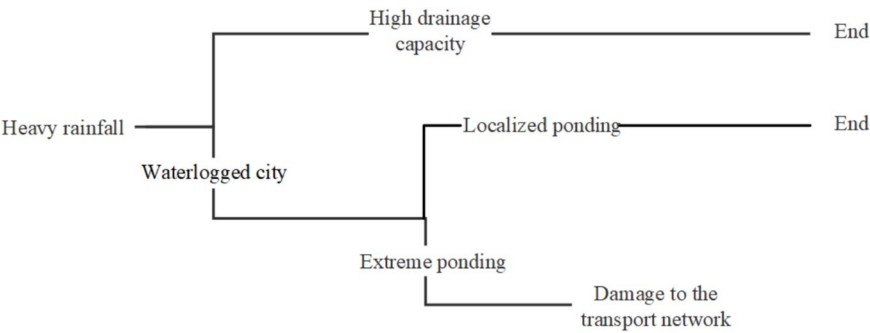 High drainage
capacity
End
Heavy rainfall
Localized ponding
End
Waterlogged city
Extreme ponding
Damage to the
transport network